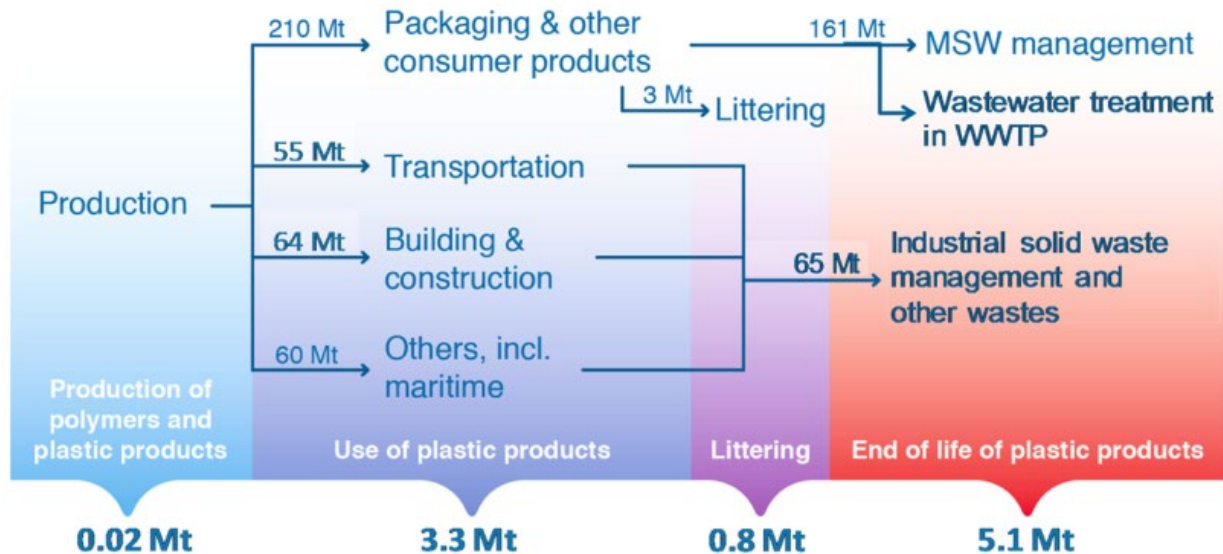 210 Mt
Packaging & other
consumer products
161 Mt
MSW management
3 Mt
Littering
Wastewater treatment
in WWTP
55 Mt
Transportation
Production
64 Mt
Building &
construction
65 Mt
Industrial solid waste
management and
other wastes
60 Mt
Others, incl.
maritime
Production of
polymers and
plastic products
Use of plastic products
Littering
End of life of plastic products
0.02 Mt
3.3 Mt
0.8 Mt
5.1 Mt